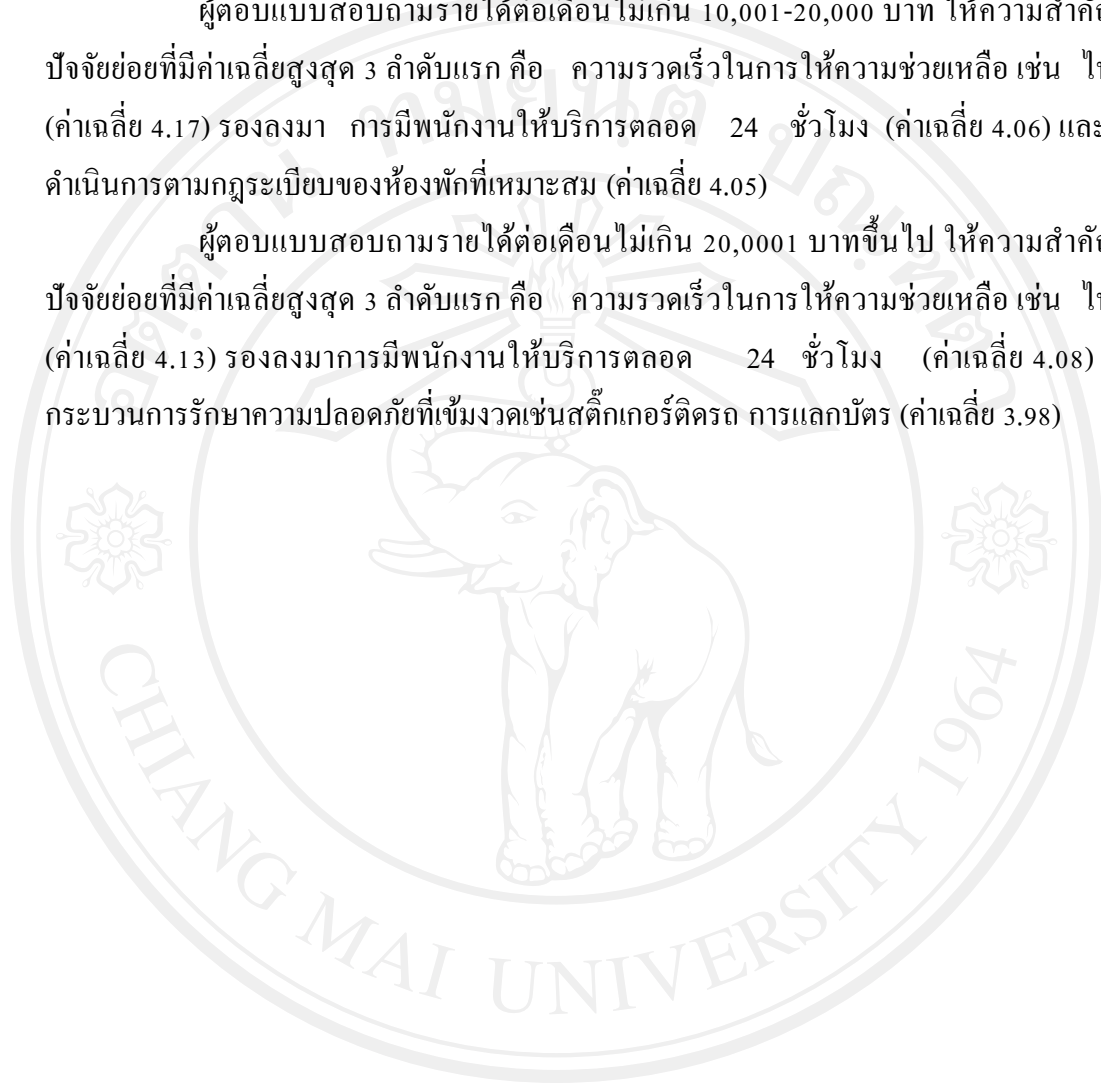 ผู้ตอบแบบสอบถามรายได้ต่อเดือนไม่เกิน 10,001-20,000 บาท ให้ความสำคัญ
ปัจจัยย่อยที่มีค่าเฉลี่ยสูงสุด 3 ลำดับแรก คือ ความรวดเร็วในการให้ความช่วยเหลือ เช่น
(ค่าเฉลี่ย 4.17) รองลงมา การมีพนักงานให้บริการตลอด 24 ชั่วโมง (ค่าเฉลี่ย 4.06) และ
ดำเนินการตามกฎระเบียบของห้องพักที่เหมาะสม (ค่าเฉลี่ย 4.05)
ผู้ตอบแบบสอบถามรายได้ต่อเดือนไม่เกิน 20,0001 บาทขึ้นไป ให้ความสำคัญ
ปัจจัยย่อยที่มีค่าเฉลี่ยสูงสุด 3 ลำดับแรก คือ ความรวดเร็วในการให้ความช่วยเหลือ เช่น
(ค่าเฉลี่ย 4.13) รองลงมาการมีพนักงานให้บริการตลอด 24 ชั่วโมง (ค่าเฉลี่ย 4.08)
กระบวนการรักษาความปลอดภัยที่เข้มงวดเช่นสติ๊กเกอร์ติดรถ การแลกบัตร (ค่าเฉลี่ย 3.98)
CHIANG MAI UNIVERSITY 1964